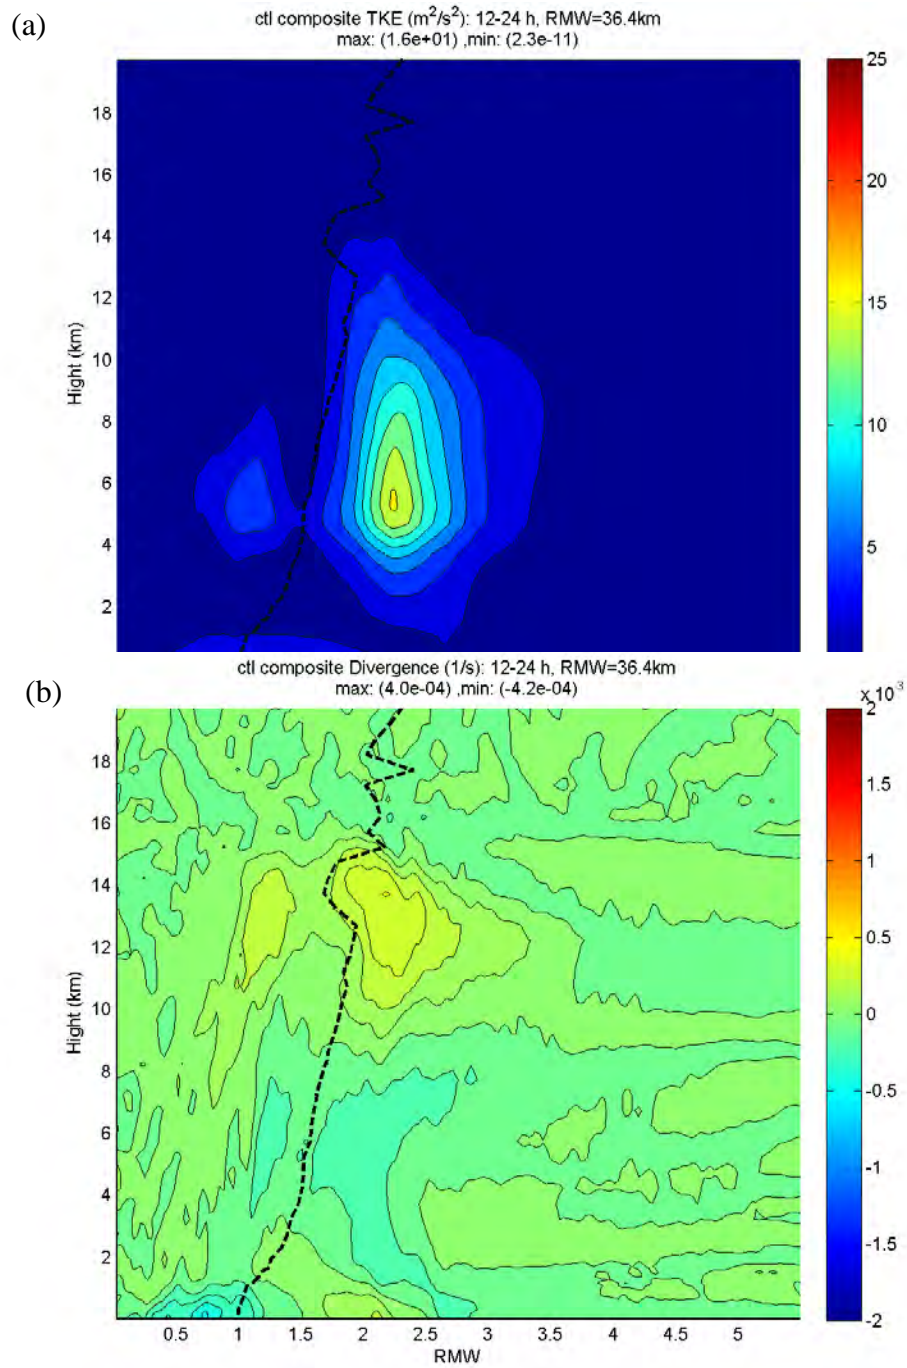 (a)
ctl composite TKE (m²/s²): 12-24 h, RMW=36.4km
max: (1.6e+01) ,min: (2.3e-11)
25
20
15
10
5
18
16
14
12
10
8
6
4
2
Hight (km)
(b)
ctl composite Divergence (1/s): 12-24 h, RMW=36.4km
max: (4.0e-04) ,min: (-4.2e-04)
x 10⁻³
2
1.5
1
0.5
0
-0.5
-1
-1.5
-2
18
16
14
12
10
8
6
4
2
Hight (km)
0.5 1 1.5 2 2.5 3 3.5 4 4.5 5
RMW